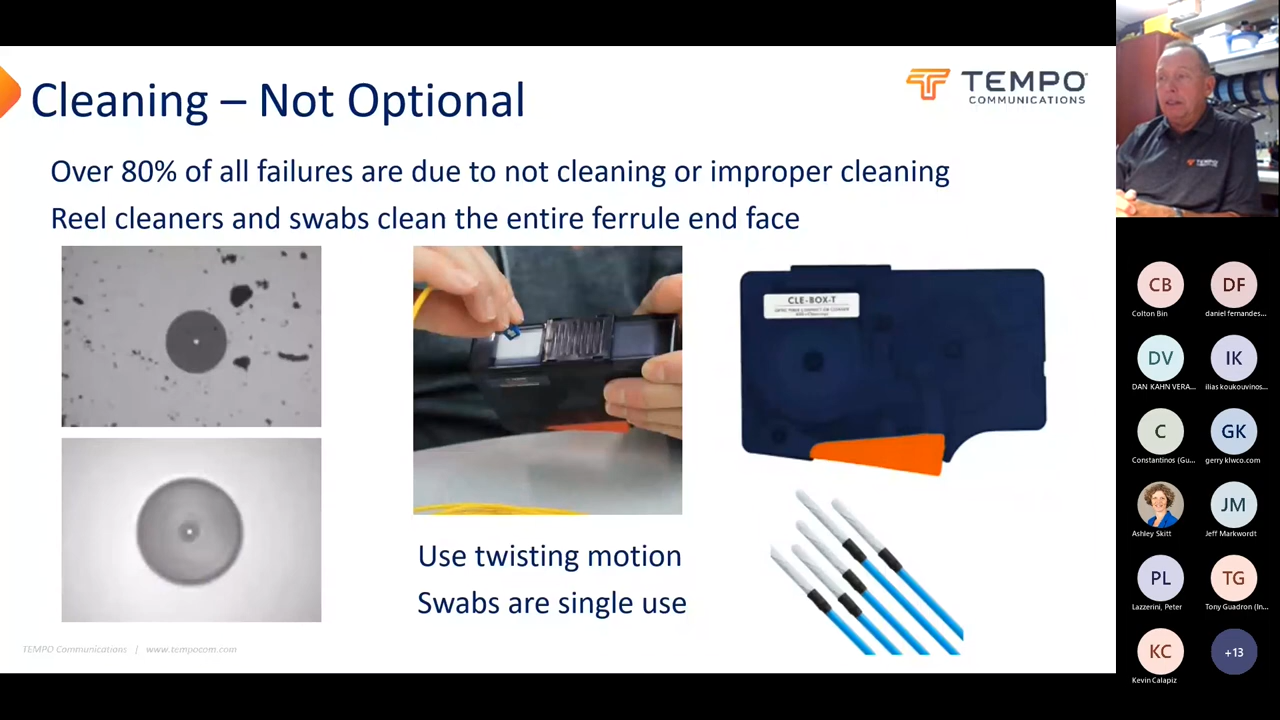 Cleaning – Not Optional
TEMPO
COMMUNICATIONS
Over 80% of all failures are due to not cleaning or improper cleaning
Reel cleaners and swabs clean the entire ferrule end face
CLE-BOX-T
Use twisting motion
Swabs are single use
TEMPO Communications | www.tempocom.com
TEMPO
CB
Colton Bin
DF
daniel fernandes...
DV
DAN KAHN VERA...
IK
ilias koukouvinos...
C
Constantinos (Gu...
GK
gerry klwco.com
Ashley Skitt
JM
Jeff Markwordt
PL
Lazzerini, Peter
TG
Tony Guadron (In...
KC
Kevin Calapiz
+13